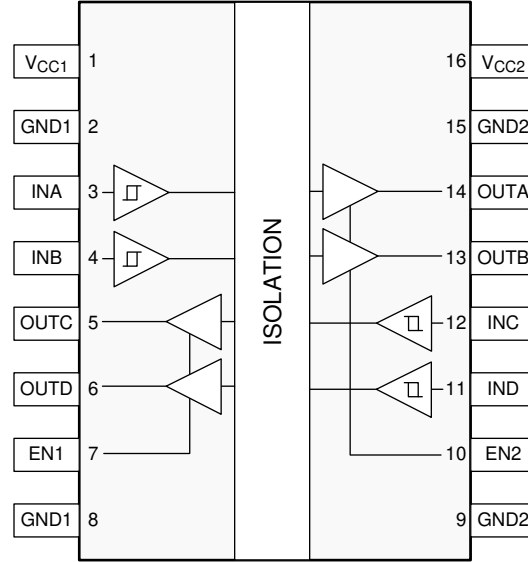 VCC1 1 16 VCC2
GND1 2 15 GND2
INA 3 14 OUTA
INB 4 13 OUTB
ISOLATION
OUTC 5 12 INC
OUTD 6 11 IND
EN1 7 10 EN2
GND1 8 9 GND2